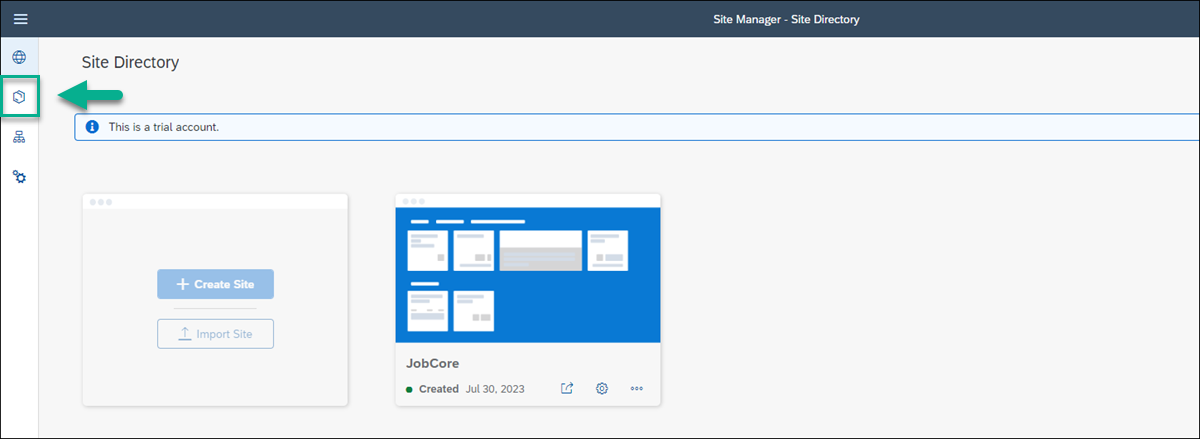 Site Manager - Site Directory
Site Directory
This is a trial account.
Create Site
Import Site
JobCore
Created Jul 30, 2023